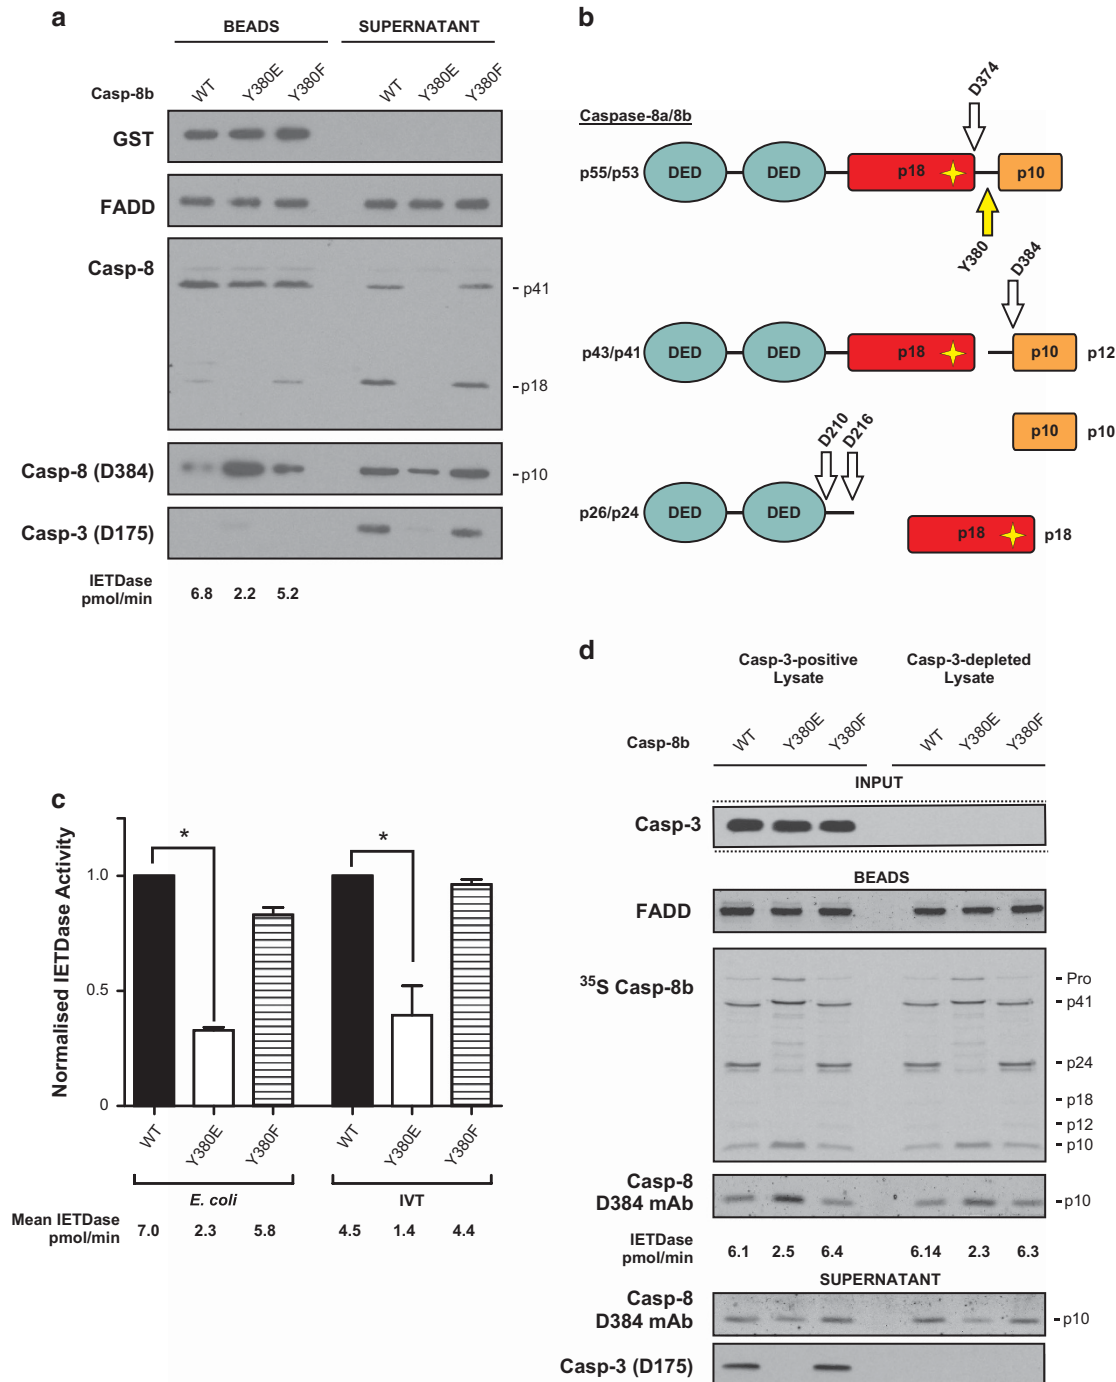 a
BEADS SUPERNATANT
Casp-8b WT Y380E Y380F WT Y380E Y380F
GST
FADD
Casp-8
p41
p18
Casp-8 (D384)
p10
Casp-3 (D175)
IETDase
pmol/min
6.8 2.2 5.2
b
Caspase-8a/8b
D374
p55/p53 DED DED p18 p10
Y380
D384
p43/p41 DED DED p18 p10 p12
p10 p10
D210 D216
p26/p24 DED DED
p18 p18
c
Normalised IETDase Activity
1.0
0.5
0
*
*
WT Y380E Y380F WT Y380E Y380F
E. coli IVT
Mean IETDase
pmol/min
7.0 2.3 5.8 4.5 1.4 4.4
d
Casp-3-positive
Lysate
Casp-3-depleted
Lysate
Casp-8b WT Y380E Y380F WT Y380E Y380F
INPUT
Casp-3
BEADS
FADD
35S Casp-8b
Pro
p41
p24
p18
p12
p10
Casp-8
D384 mAb
p10
IETDase
pmol/min
6.1 2.5 6.4 6.14 2.3 6.3
SUPERNATANT
Casp-8
D384 mAb
p10
Casp-3 (D175)